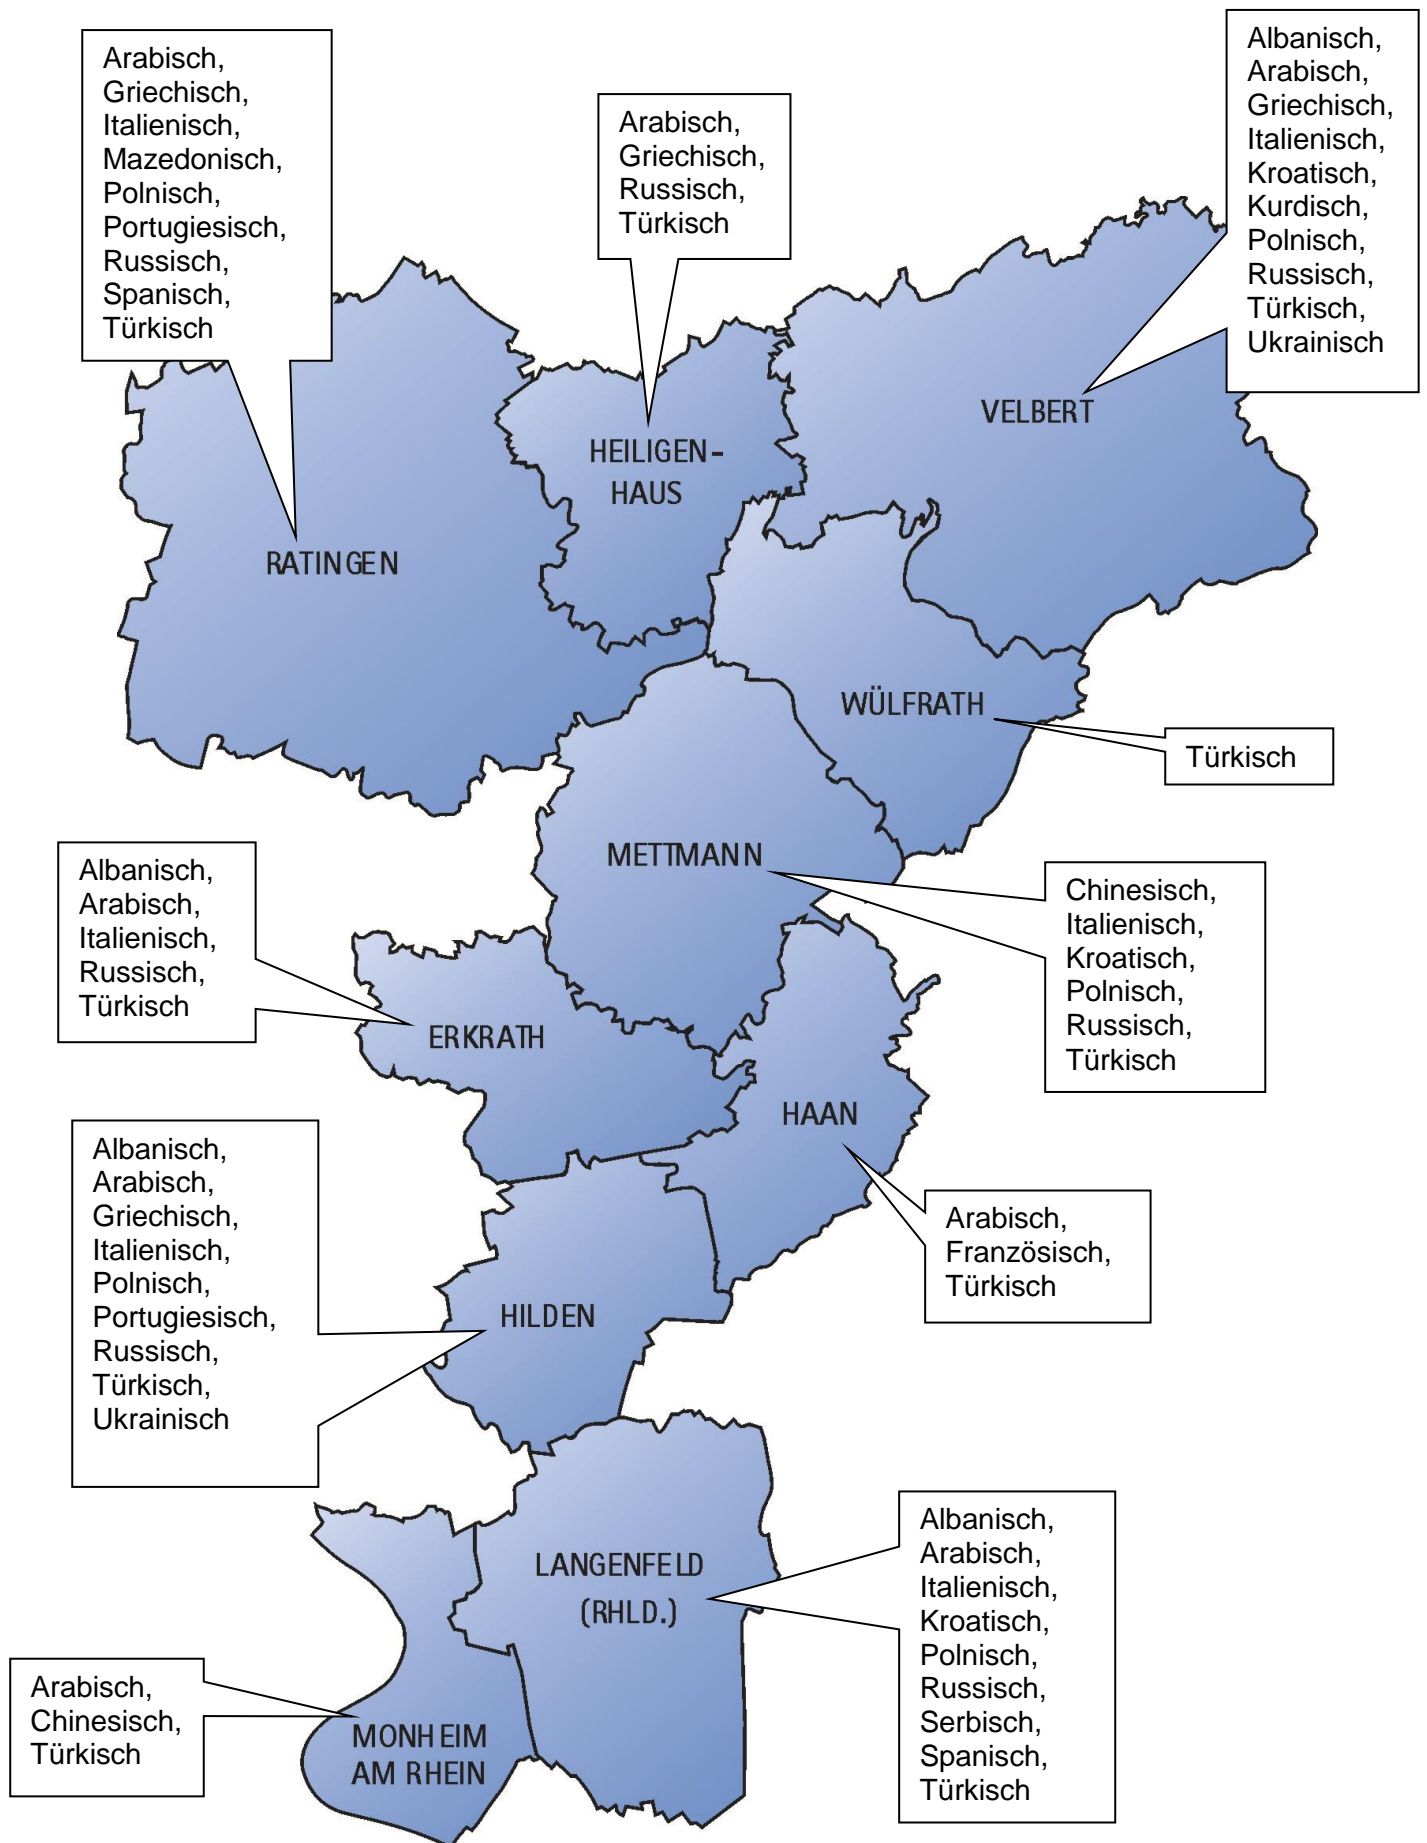 Arabisch,
Griechisch,
Italienisch,
Mazedonisch,
Polnisch,
Portugiesisch,
Russisch,
Spanisch,
Türkisch
Arabisch,
Griechisch,
Russisch,
Türkisch
Albanisch,
Arabisch,
Griechisch,
Italienisch,
Kroatisch,
Kurdisch,
Polnisch,
Russisch,
Türkisch,
Ukrainisch
VELBERT
HEILIGEN-
HAUS
RATINGEN
WÜLFRATH
Türkisch
METTMANN
Albanisch,
Arabisch,
Italienisch,
Russisch,
Türkisch
Chinesisch,
Italienisch,
Kroatisch,
Polnisch,
Russisch,
Türkisch
ERKRATH
HAAN
Albanisch,
Arabisch,
Griechisch,
Italienisch,
Polnisch,
Portugiesisch,
Russisch,
Türkisch,
Ukrainisch
Arabisch,
Französisch,
Türkisch
HILDEN
LANGENFELD
(RHLD.)
Albanisch,
Arabisch,
Italienisch,
Kroatisch,
Polnisch,
Russisch,
Serbisch,
Spanisch,
Türkisch
Arabisch,
Chinesisch,
Türkisch
MONHEIM
AM RHEIN